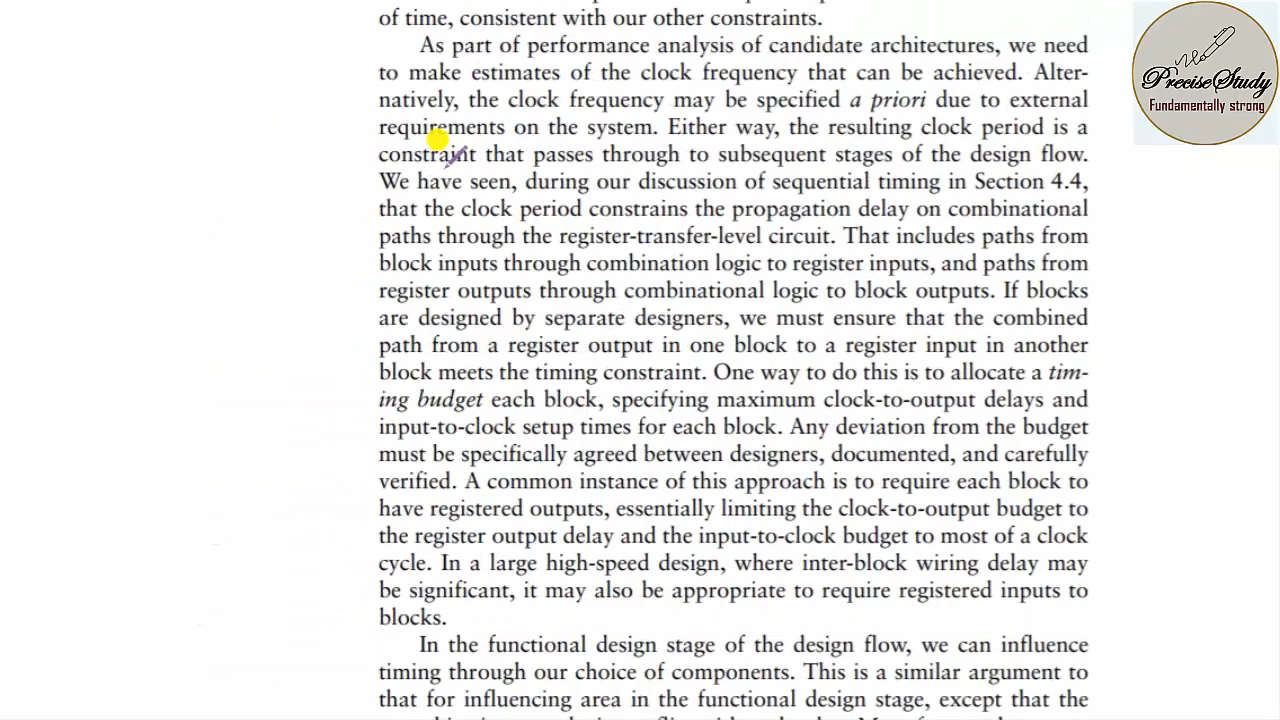 of time, consistent with our other constraints.
As part of performance analysis of candidate architectures, we need
to make estimates of the clock frequency that can be achieved. Alter-
natively, the clock frequency may be specified a priori due to external
requirements on the system. Either way, the resulting clock period is a
constraint that passes through to subsequent stages of the design flow.
We have seen, during our discussion of sequential timing in Section 4.4,
that the clock period constrains the propagation delay on combinational
paths through the register-transfer-level circuit. That includes paths from
block inputs through combination logic to register inputs, and paths from
register outputs through combinational logic to block outputs. If blocks
are designed by separate designers, we must ensure that the combined
path from a register output in one block to a register input in another
block meets the timing constraint. One way to do this is to allocate a tim-
ing budget each block, specifying maximum clock-to-output delays and
input-to-clock setup times for each block. Any deviation from the budget
must be specifically agreed between designers, documented, and carefully
verified. A common instance of this approach is to require each block to
have registered outputs, essentially limiting the clock-to-output budget to
the register output delay and the input-to-clock budget to most of a clock
cycle. In a large high-speed design, where inter-block wiring delay may
be significant, it may also be appropriate to require registered inputs to
blocks.
In the functional design stage of the design flow, we can influence
timing through our choice of components. This is a similar argument to
that for influencing area in the functional design stage, except that the
PreciseStudy
Fundamentally strong